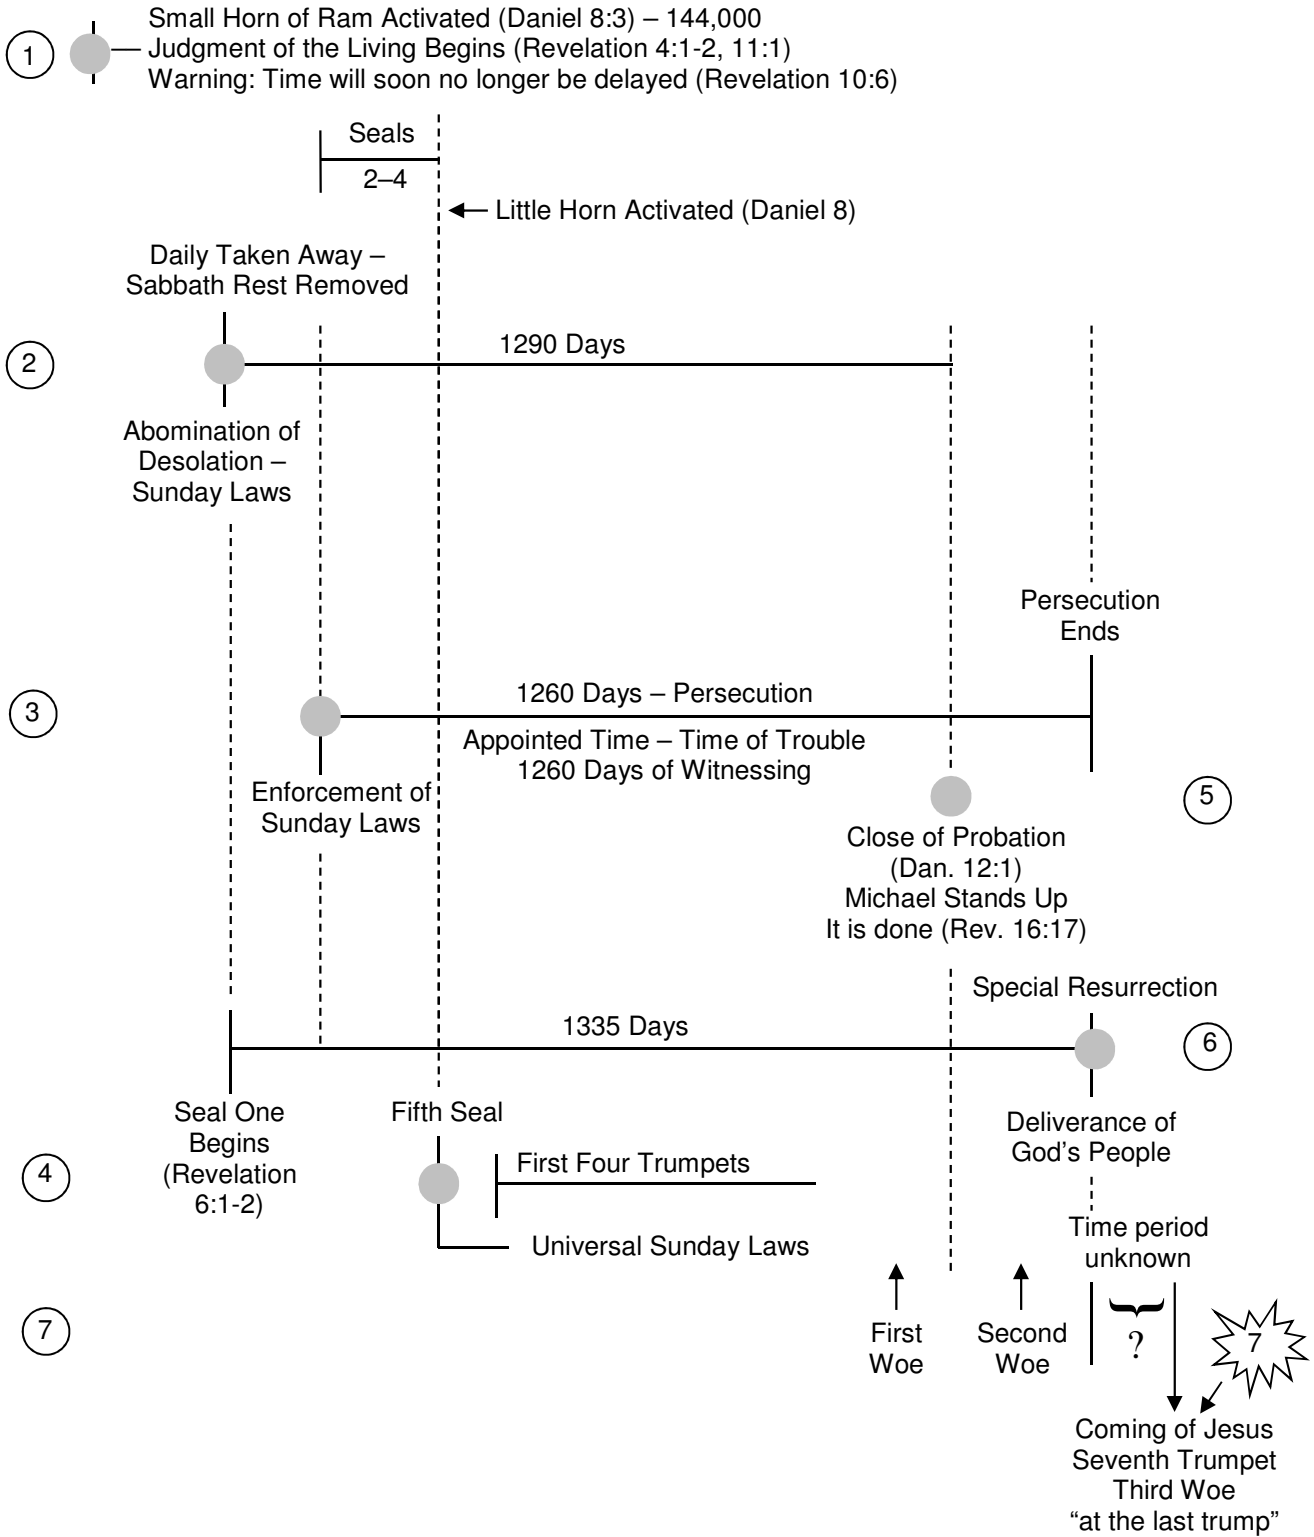 Small Horn of Ram Activated (Daniel 8:3) – 144,000
1
Judgment of the Living Begins (Revelation 4:1-2, 11:1)
Warning: Time will soon no longer be delayed (Revelation 10:6)
Seals
2–4
Little Horn Activated (Daniel 8)
Daily Taken Away –
Sabbath Rest Removed
2
1290 Days
Abomination of
Desolation –
Sunday Laws
Persecution
Ends
3
1260 Days – Persecution
Appointed Time – Time of Trouble
1260 Days of Witnessing
Enforcement of
Sunday Laws
5
Close of Probation
(Dan. 12:1)
Michael Stands Up
It is done (Rev. 16:17)
Special Resurrection
1335 Days
6
Seal One
Begins
(Revelation
6:1-2)
Fifth Seal
Deliverance of
God’s People
4
First Four Trumpets
Universal Sunday Laws
Time period
unknown
7
First
Woe
Second
Woe
?
7
Coming of Jesus
Seventh Trumpet
Third Woe
“at the last trump”